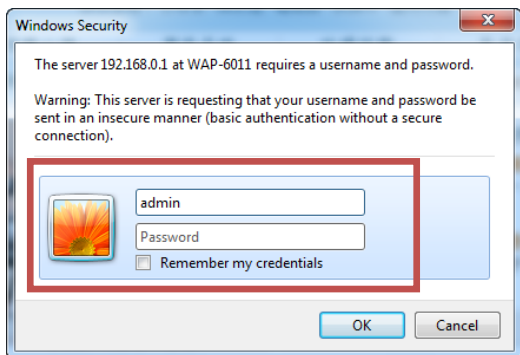 Windows Security
The server 192.168.0.1 at WAP-6011 requires a username and password.
Warning: This server is requesting that your username and password be
sent in an insecure manner (basic authentication without a secure
connection).
admin
Password
Remember my credentials
OK Cancel